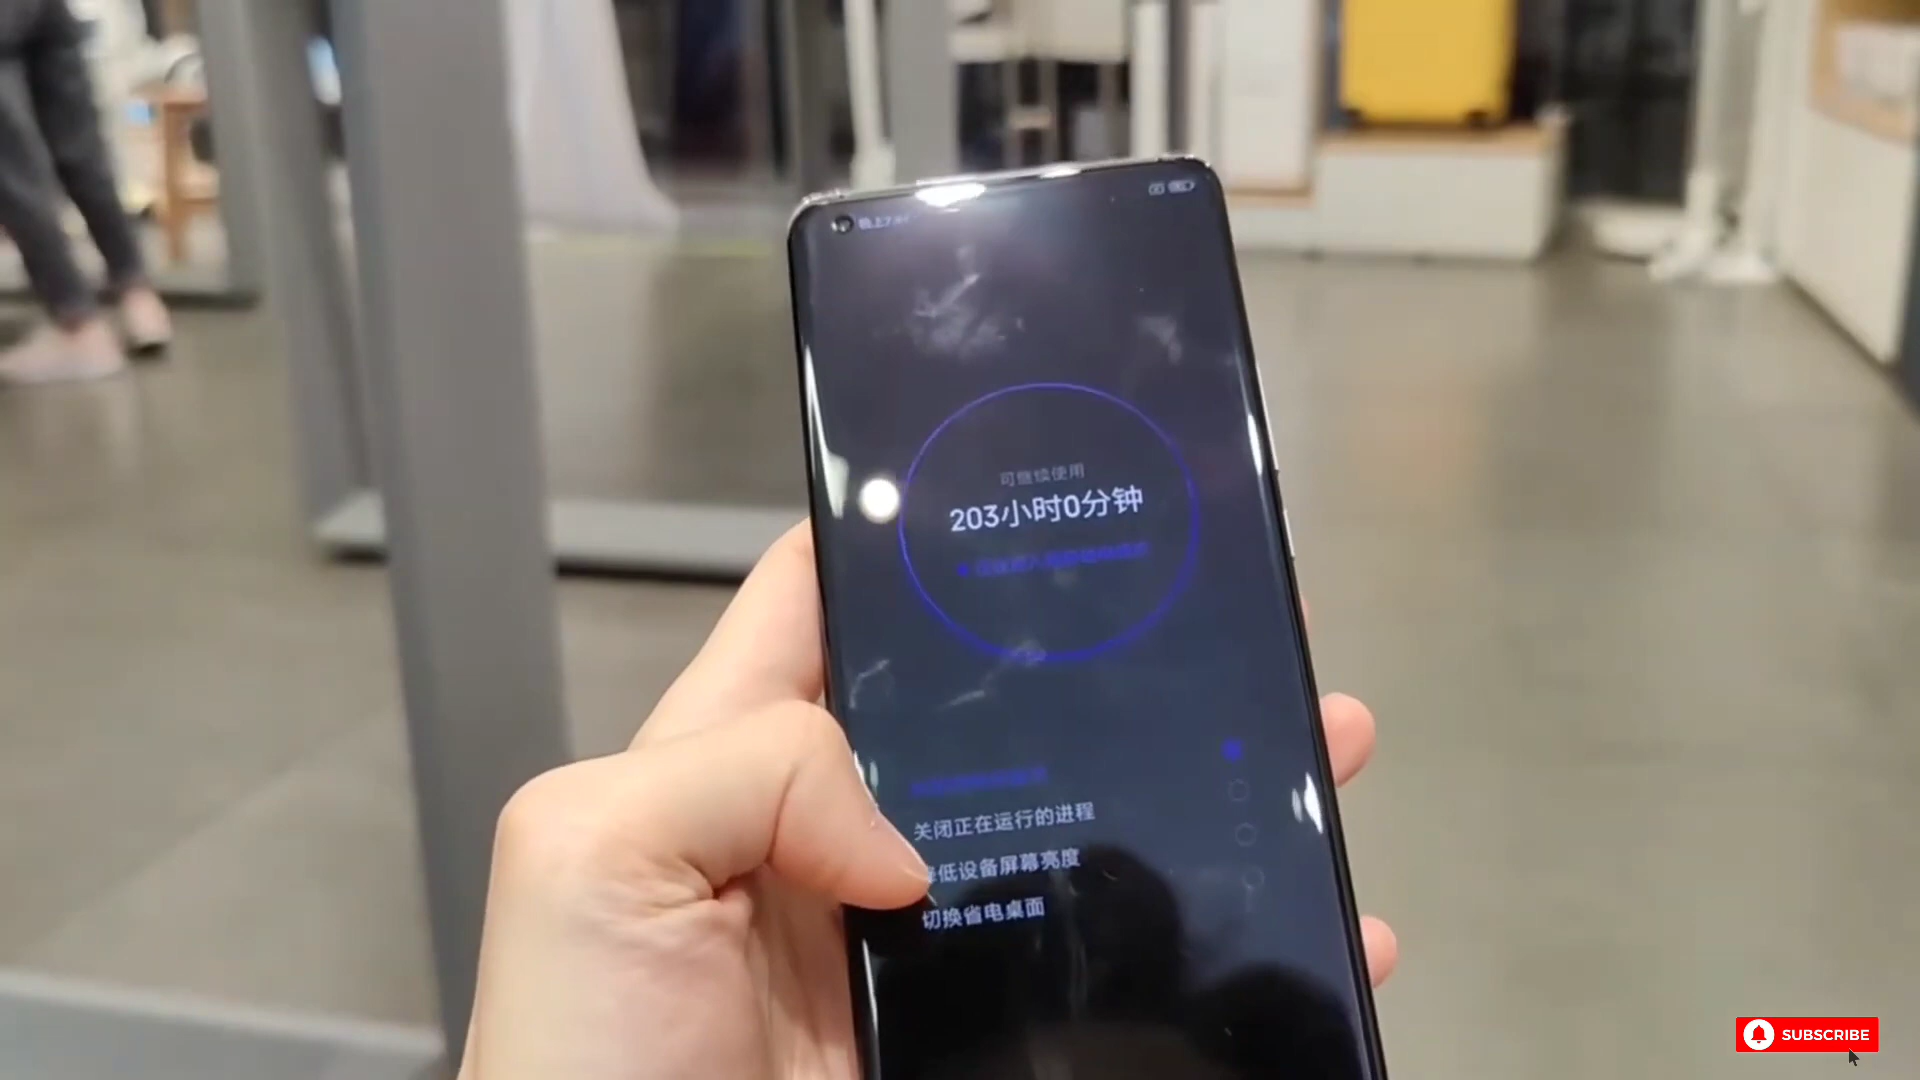 可继续使用
203小时0分钟
关闭正在运行的进程
降低设备屏幕亮度
切换省电桌面
SUBSCRIBE